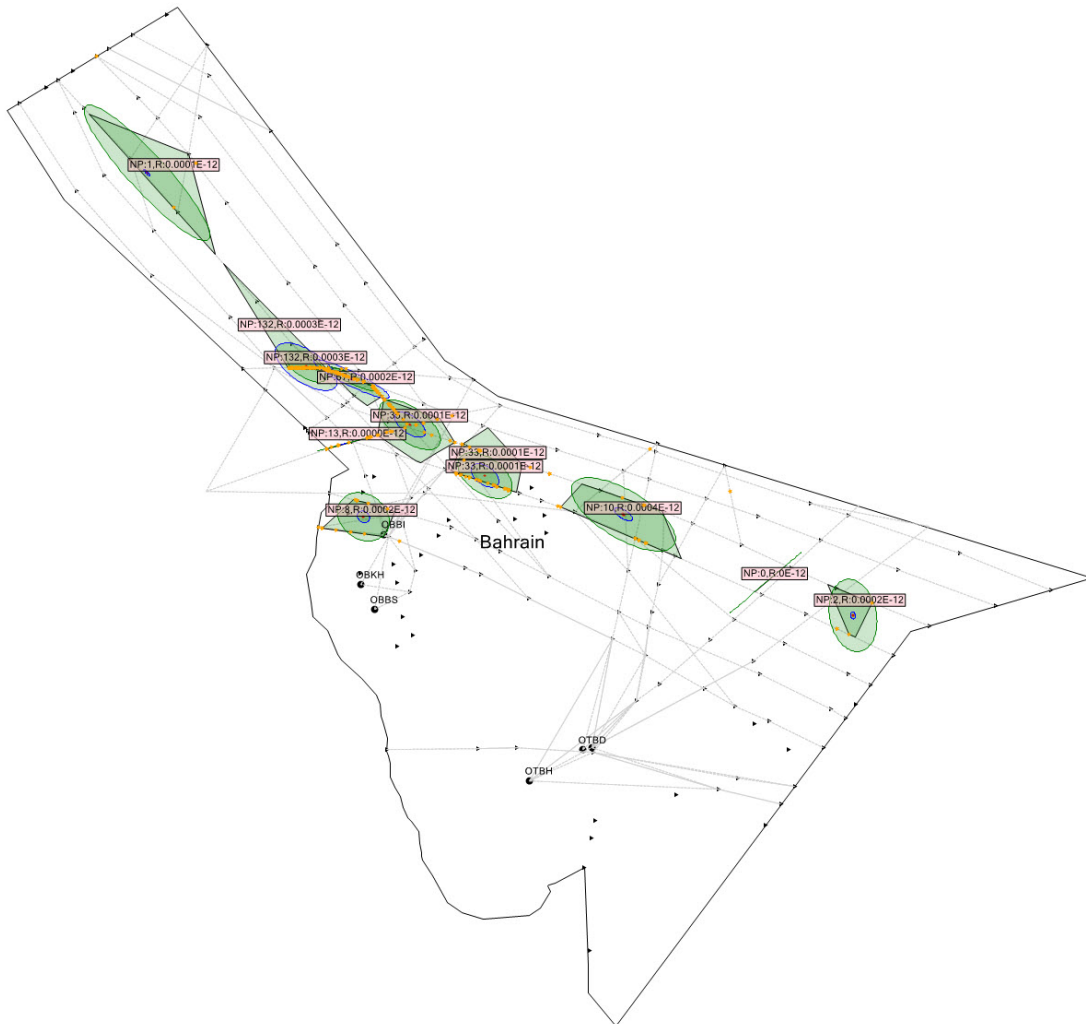 NP:1,R:0.0001E-12
NP:132,R:0.0003E-12
NP:132,R:0.0003E-12
R:0.0002E-12
R:0.0001E-12
NP:13,R:0.0000E-12
NP:33,R:0.0001E-12
NP:33,R:0.0001E-12
NP:8,R:0.0002E-12
NP:10,R:0.0004E-12
OBBI
Bahrain
OBKH
NP:0,R:0E-12
OBBS
NP:2,R:0.0002E-12
OTBD
OTBH